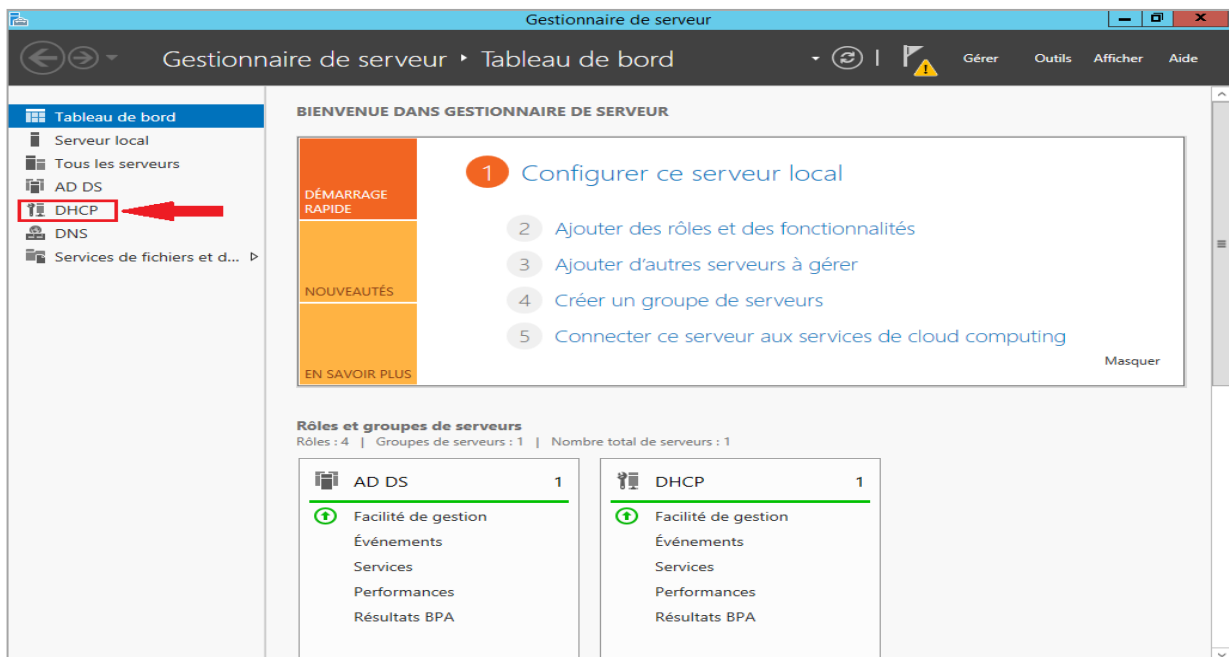 Gestionnaire de serveur
Gestionnaire de serveur ‣ Tableau de bord
Gérer Outils Afficher Aide
Tableau de bord
Serveur local
Tous les serveurs
AD DS
DHCP
DNS
Services de fichiers et d...
BIENVENUE DANS GESTIONNAIRE DE SERVEUR
DÉMARRAGE
RAPIDE
NOUVEAUTÉS
EN SAVOIR PLUS
1 Configurer ce serveur local
2 Ajouter des rôles et des fonctionnalités
3 Ajouter d'autres serveurs à gérer
4 Créer un groupe de serveurs
5 Connecter ce serveur aux services de cloud computing
Masquer
Rôles et groupes de serveurs
Rôles : 4 | Groupes de serveurs : 1 | Nombre total de serveurs : 1
AD DS 1
Facilité de gestion
Événements
Services
Performances
Résultats BPA
DHCP 1
Facilité de gestion
Événements
Services
Performances
Résultats BPA